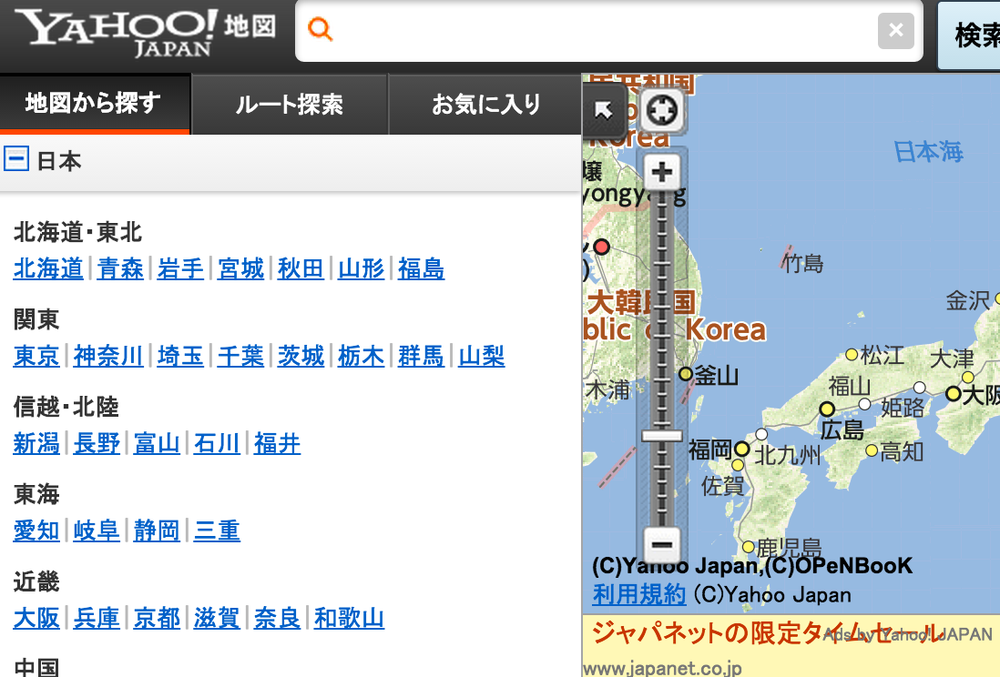 YAHOO! JAPAN 地図
検索
地図から探す
ルート探索
お気に入り
日本
北海道・東北
北海道|青森|岩手|宮城|秋田|山形|福島
関東
東京|神奈川|埼玉|千葉|茨城|栃木|群馬|山梨
信越・北陸
新潟|長野|富山|石川|福井
東海
愛知|岐阜|静岡|三重
近畿
大阪|兵庫|京都|滋賀|奈良|和歌山
中国
民共和国
Korea
日本海
竹島
大韓民国
Korea
金沢
松江
大津
釜山
木浦
福山
姫路
大阪
広島
福岡
北九州
高知
佐賀
鹿児島
(C)Yahoo Japan,(C)OPeNBooK
利用規約 (C)Yahoo Japan
ジャパネットの限定タイムセール
Ads by Yahoo! JAPAN
www.japanet.co.jp